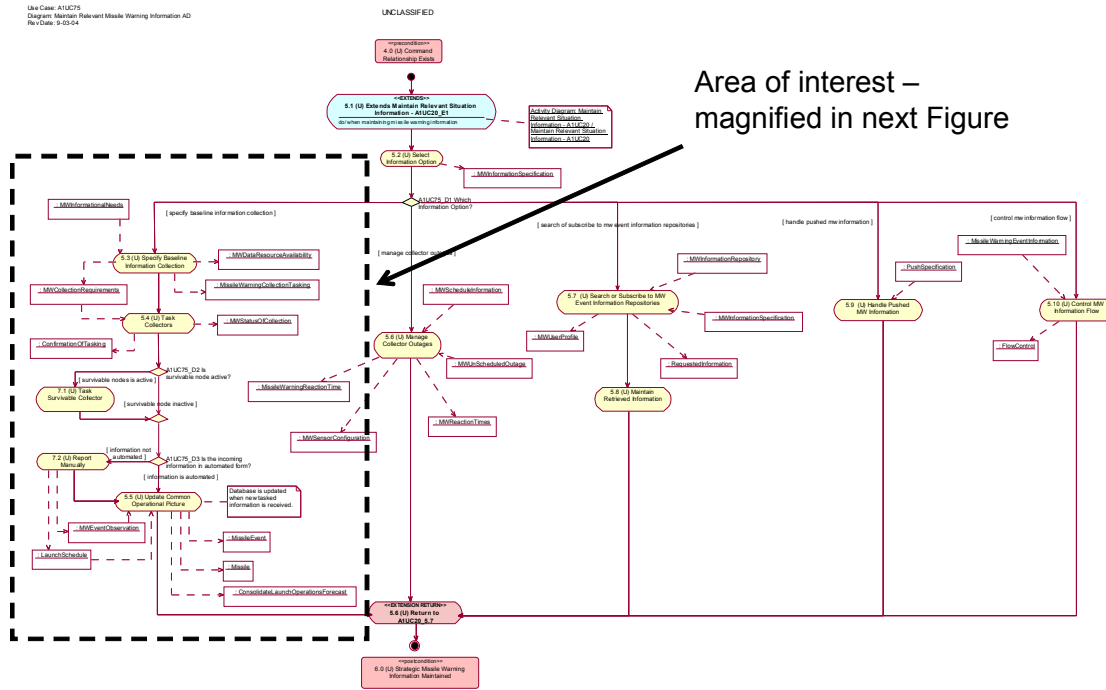 Use Case: A1UC75
Diagram: Maintain Relevant Missile Warning Information AD
Rev Date: 9-03-04
UNCLASSIFIED
<<precondition>>
4.0 (U) Command
Relationship Exists
Area of interest –
magnified in next Figure
<<EXTENDS>>
5.1 (U) Extends Maintain Relevant Situation
Information - A1UC20_E1
do/ when maintaining missile warning information
Activity Diagram: Maintain
Relevant Situation
Information - A1UC20 /
Maintain Relevant Situation
Information - A1UC20
5.2 (U) Select
Information Option
: MWInformationSpecification
A1UC75_D1 Which
Information Option?
[ specify baseline information collection ]
[ manage collector outages ]
[ search of subscribe to mw event information repositories ]
[ handle pushed mw information ]
[ control mw information flow ]
: MWInformationalNeeds
5.3 (U) Specify Baseline
Information Collection
: MWDataResourceAvailability
: MWCollectionRequirements
: MissileWarningCollectionTasking
5.4 (U) Task
Collectors
: MWStatusOfCollection
: ConfirmationOfTasking
A1UC75_D2 Is
survivable node active?
[ survivable nodes is active ]
7.1 (U) Task
Survivable Collector
[ survivable node inactive ]
[ information not
automated ]
A1UC75_D3 Is the incoming
information in automated form?
7.2 (U) Report
Manually
[ information is automated ]
5.5 (U) Update Common
Operational Picture
Database is updated
when new tasked
information is received.
: MWEventObservation
: LaunchSchedule
: MissileEvent
: Missile
: ConsolidateLaunchOperationsForecast
: MWScheduleInformation
5.6 (U) Manage
Collector Outages
: MWUnScheduledOutage
: MissileWarningReactionTime
: MWSensorConfiguration
: MWReactionTimes
: MWInformationRepository
5.7 (U) Search or Subscribe to MW
Event Information Repositories
: MWInformationSpecification
: MWUserProfile
: RequestedInformation
5.8 (U) Maintain
Retrieved Information
: PushSpecification
5.9 (U) Handle Pushed
MW Information
: MissileWarningEventInformation
5.10 (U) Control MW
Information Flow
: FlowControl
<<EXTENSION RETURN>>
5.6 (U) Return to
A1UC20_5.7
<<postcondition>>
6.0 (U) Strategic Missile Warning
Information Maintained